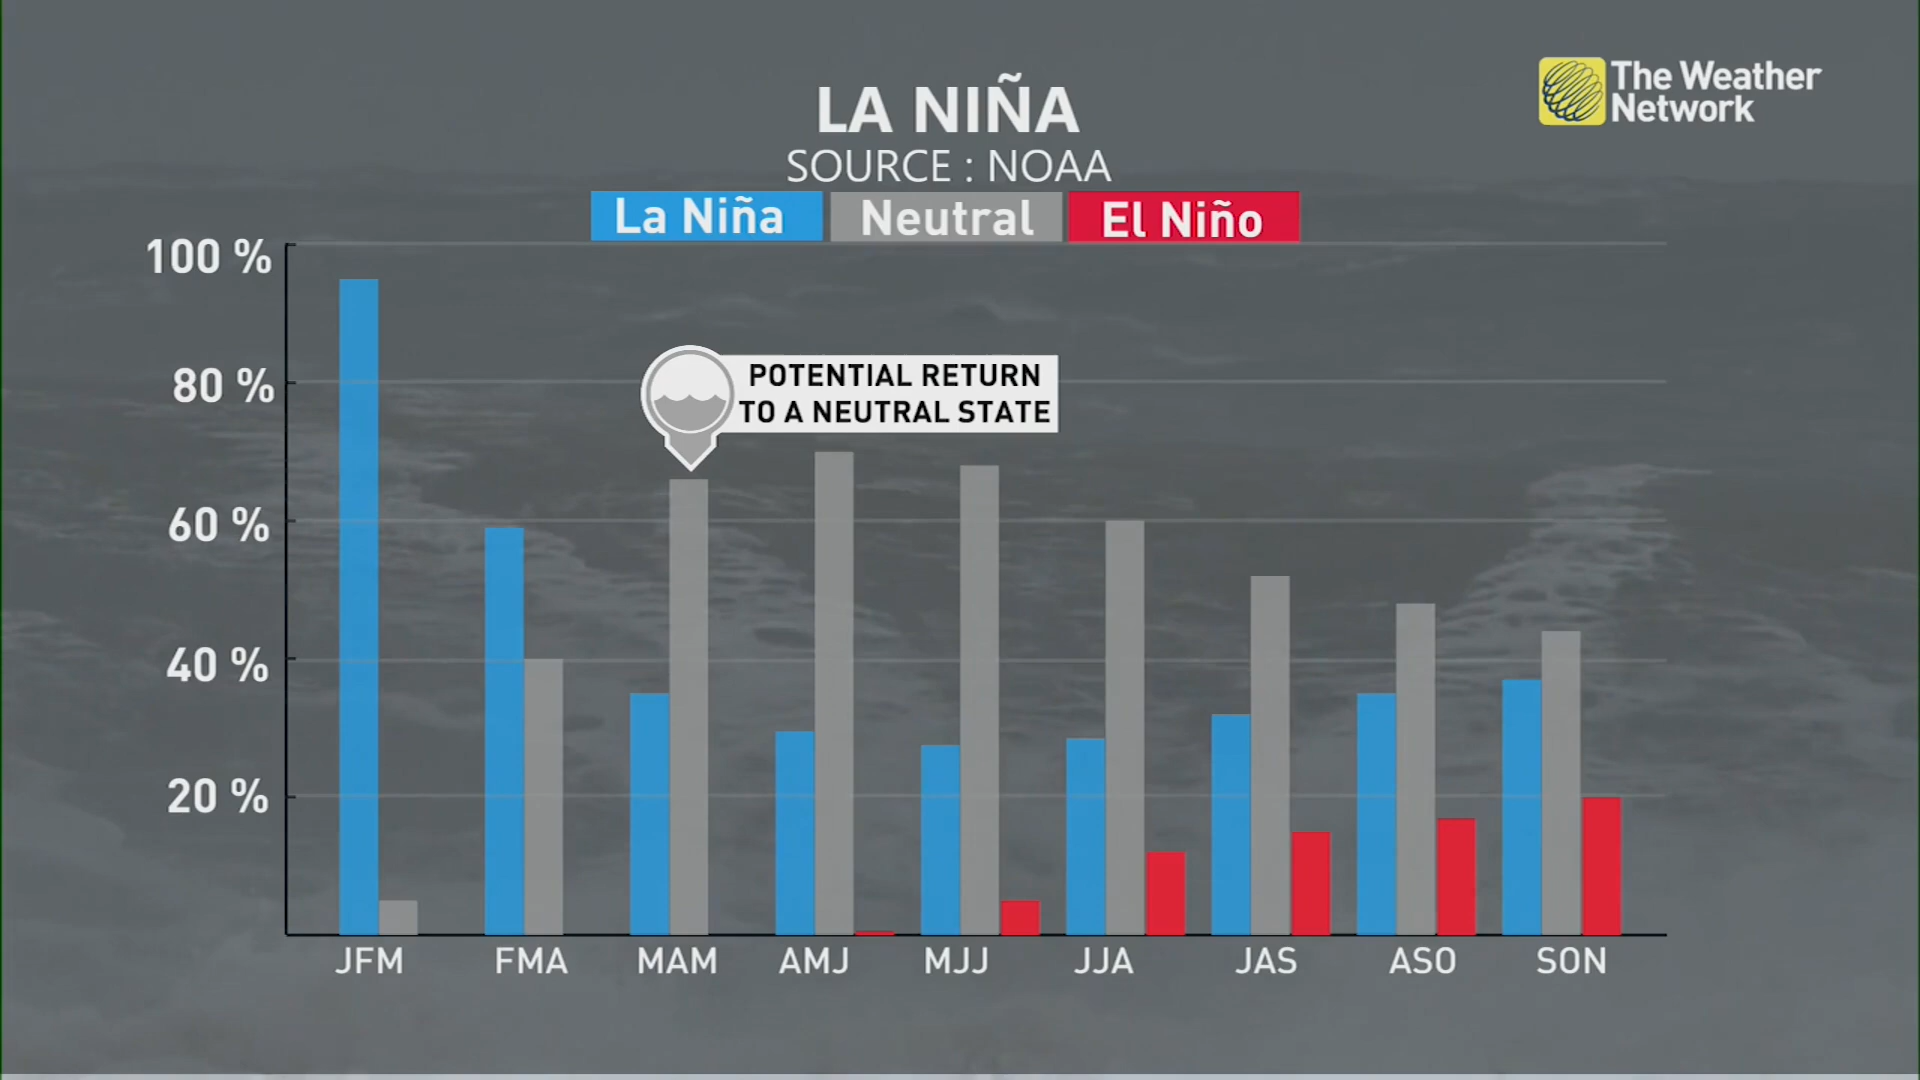 The Weather
Network
LA NIÑA
SOURCE : NOAA
La Niña
Neutral
El Niño
100 %
80 %
60 %
40 %
20 %
POTENTIAL RETURN
TO A NEUTRAL STATE
JFM
FMA
MAM
AMJ
MJJ
JJA
JAS
ASO
SON